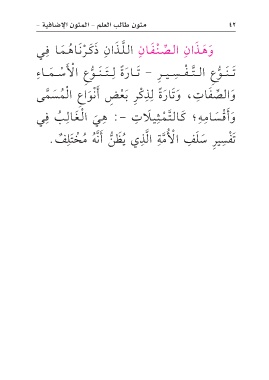 ٤٢ متون طالب العلم - المتون الإضافية -
وَهَذَانِ الصِّنْفَانِ اللَّذَانِ ذَكَرْنَاهُمَا فِي
تَنَوُّعِ التَّفْسِيرِ - تَارَةً لِتَنَوُّعِ الْأَسْمَاءِ
وَالصِّفَاتِ، وَتَارَةً لِذِكْرِ بَعْضِ أَنْوَاعِ الْمُسَمَّى
وَأَقْسَامِهِ؛ كَالتَّمْثِيلَاتِ -: هِيَ الْغَالِبُ فِي
تَفْسِيرِ سَلَفِ الْأُمَّةِ الَّذِي يُظَنُّ أَنَّهُ مُخْتَلِفٌ.